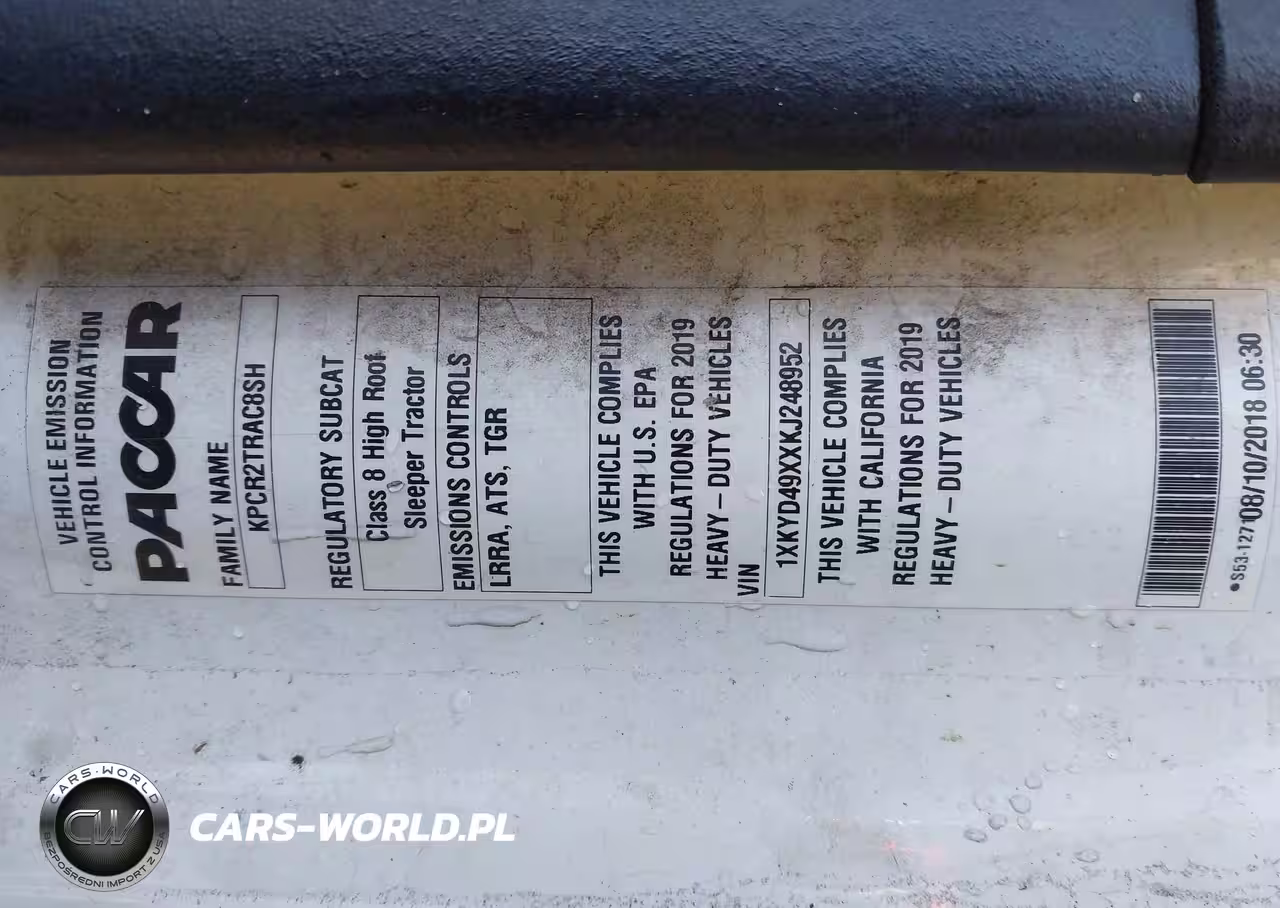 VEHICLE EMISSION
CONTROL INFORMATION
PACCAR
FAMILY NAME
KPCR2TRAC8SH
REGULATORY SUBCAT
Class 8 High Roof
Sleeper Tractor
EMISSIONS CONTROLS
LRRA, ATS, TGR
THIS VEHICLE COMPLIES
WITH U.S. EPA
REGULATIONS FOR 2019
HEAVY – DUTY VEHICLES
VIN
1XKYD49XXKJ248952
THIS VEHICLE COMPLIES
WITH CALIFORNIA
REGULATIONS FOR 2019
HEAVY – DUTY VEHICLES
•S53-127108/10/2018 06:30
CARS·WORLD
CW
BEZPOŚREDNI IMPORT Z USA
CARS-WORLD.PL